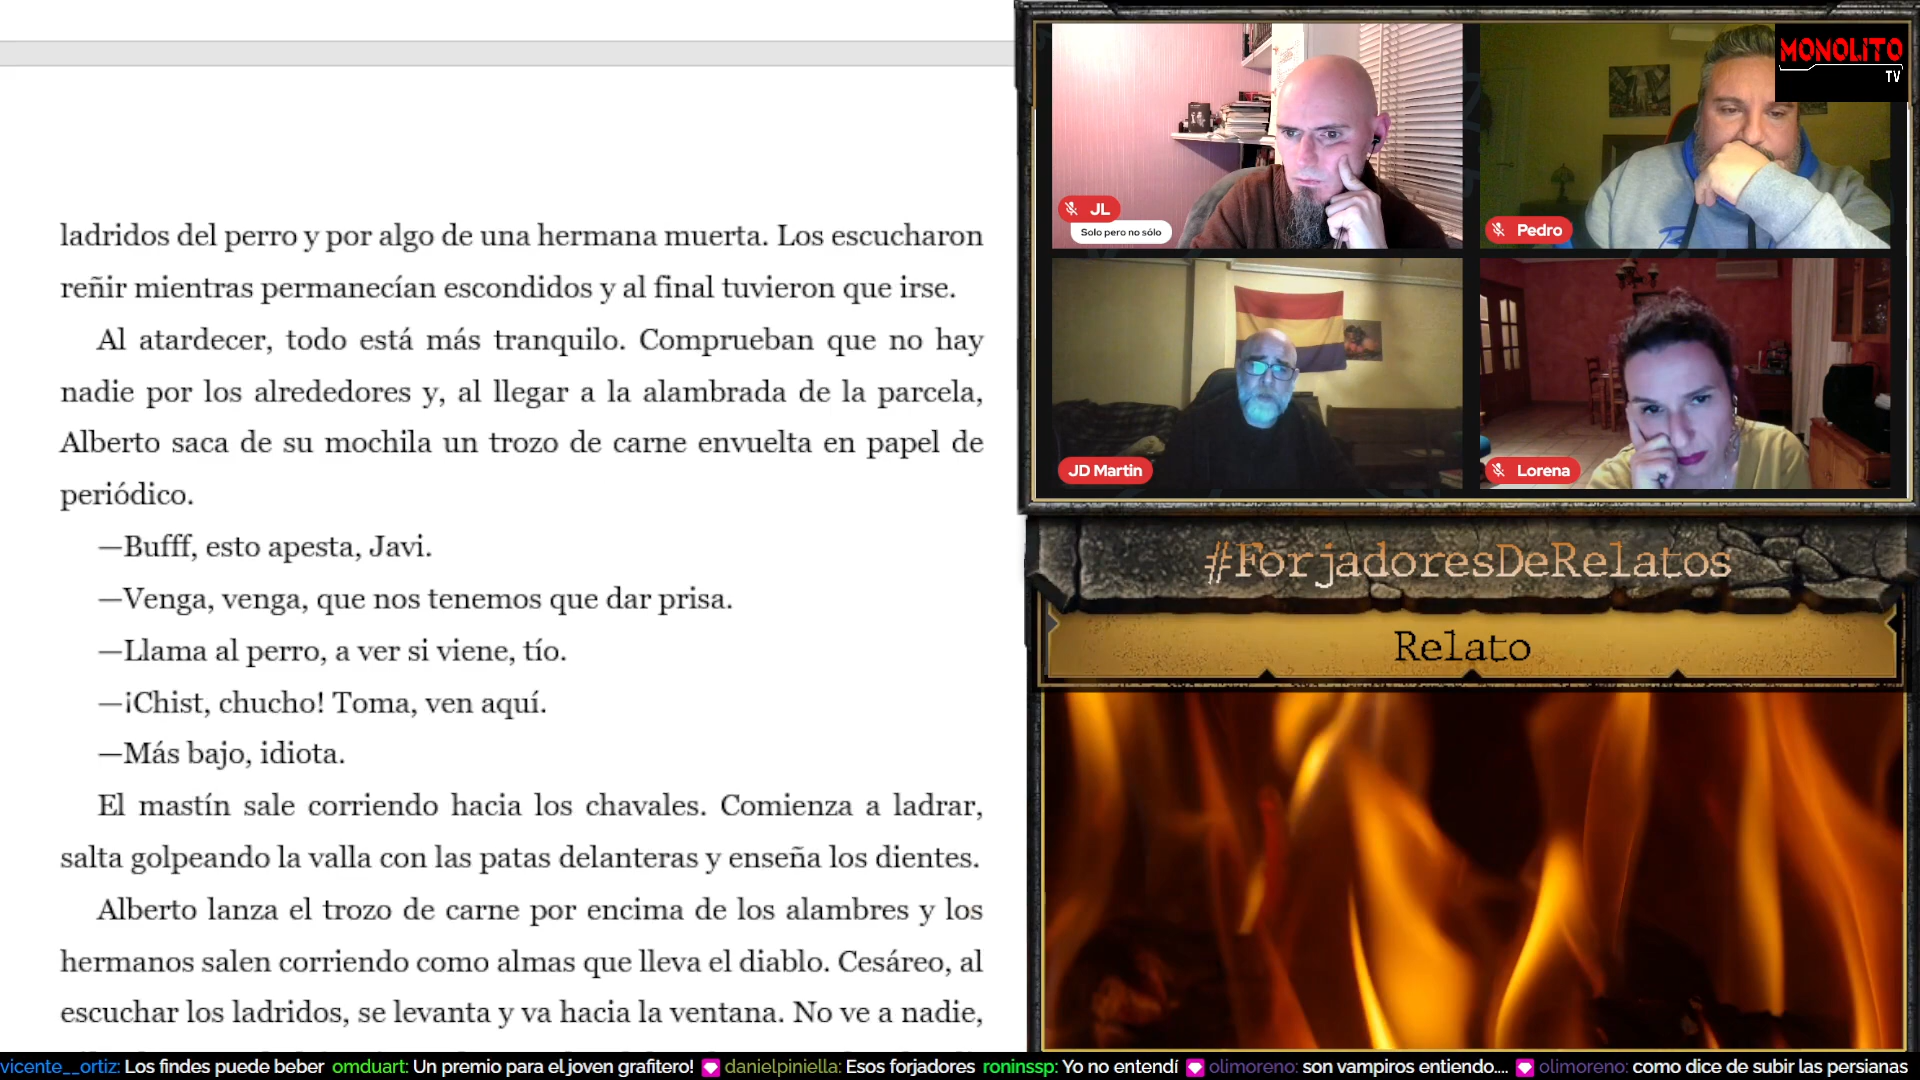 ladridos del perro y por algo de una hermana muerta. Los escucharon
reñir mientras permanecían escondidos y al final tuvieron que irse.
Al atardecer, todo está más tranquilo. Comprueban que no hay
nadie por los alrededores y, al llegar a la alambrada de la parcela,
Alberto saca de su mochila un trozo de carne envuelta en papel de
periódico.
—Bufff, esto apesta, Javi.
—Venga, venga, que nos tenemos que dar prisa.
—Llama al perro, a ver si viene, tío.
—¡Chist, chucho! Toma, ven aquí.
—Más bajo, idiota.
El mastín sale corriendo hacia los chavales. Comienza a ladrar,
salta golpeando la valla con las patas delanteras y enseña los dientes.
Alberto lanza el trozo de carne por encima de los alambres y los
hermanos salen corriendo como almas que lleva el diablo. Cesáreo, al
escuchar los ladridos, se levanta y va hacia la ventana. No ve a nadie,
MONOLITO
TV
JL
Solo pero no sólo
Pedro
JD Martin
Lorena
#ForjadoresDeRelatos
Relato
vicente__ortiz: Los findes puede beber omduart: Un premio para el joven grafitero! danielpiniella: Esos forjadores roninssp: Yo no entendí olimoreno: son vampiros entiendo.... olimoreno: como dice de subir las persianas